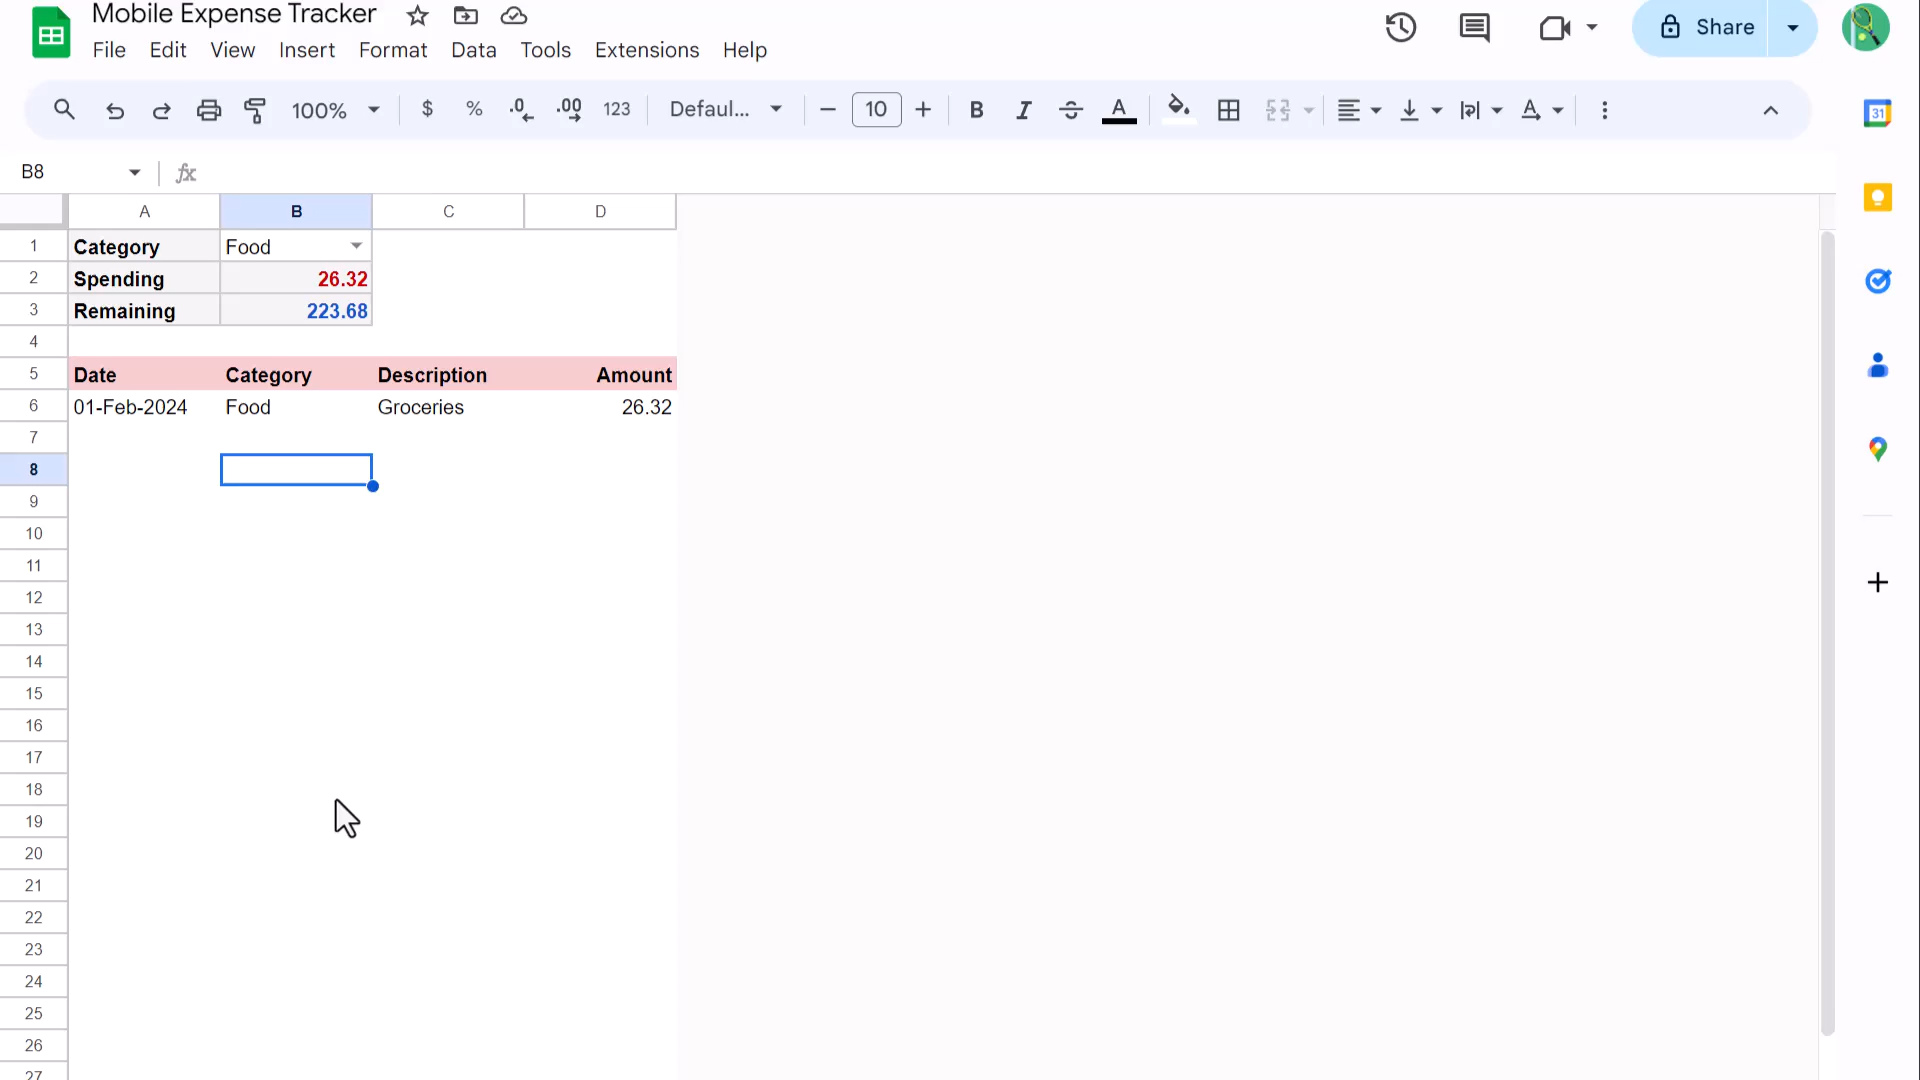 Mobile Expense Tracker
File Edit View Insert Format Data Tools Extensions Help
Share
100% $ % .0 .00 123 Defaul... 10 B I A A
31
B8 fx
A B C D
1 Category Food
2 Spending 26.32
3 Remaining 223.68
4
5 Date Category Description Amount
6 01-Feb-2024 Food Groceries 26.32
7
8
9
10
11
12
13
14
15
16
17
18
19
20
21
22
23
24
25
26
27